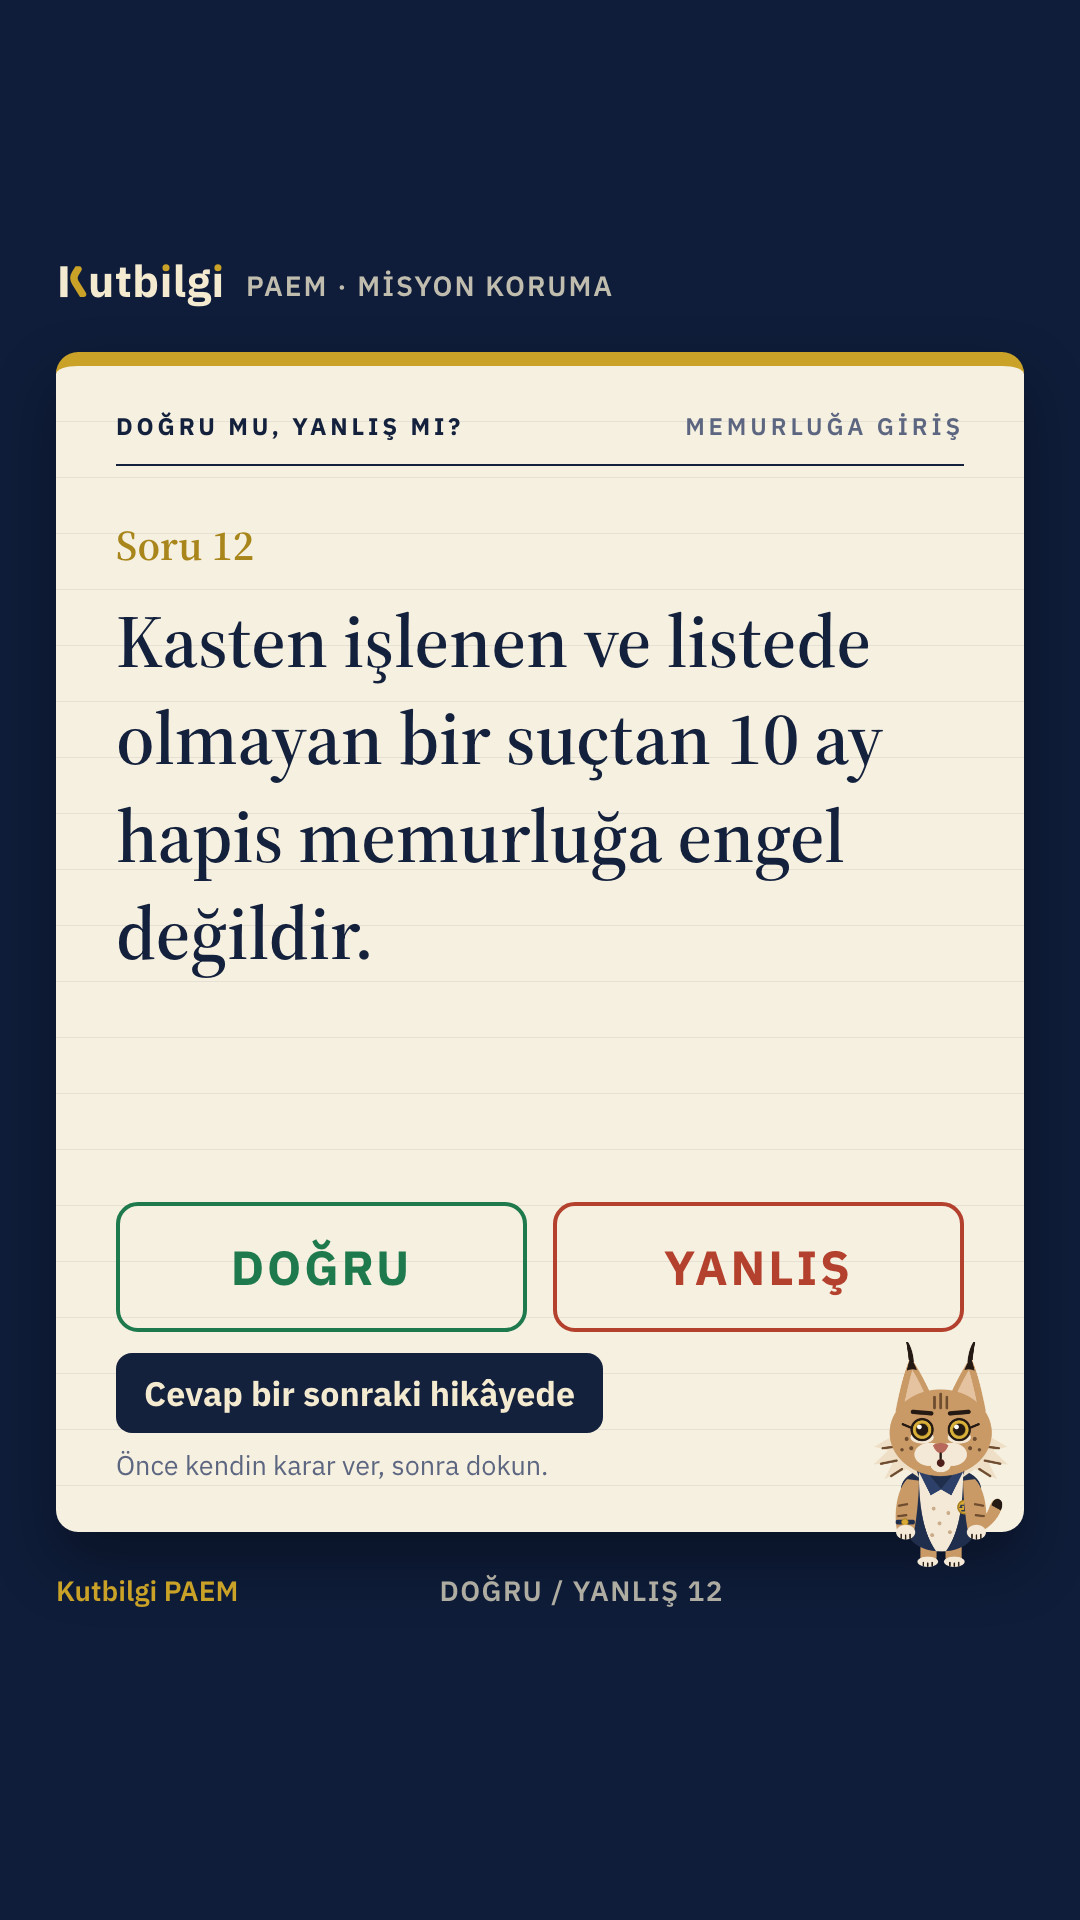 Kutbilgi PAEM · MİSYON KORUMA
DOĞRU MU, YANLIŞ MI? MEMURLUĞA GİRİŞ
Soru 12
Kasten işlenen ve listede
olmayan bir suçtan 10 ay
hapis memurluğa engel
değildir.
DOĞRU YANLIŞ
Cevap bir sonraki hikâyede
Önce kendin karar ver, sonra dokun.
Kutbilgi PAEM DOĞRU / YANLIŞ 12